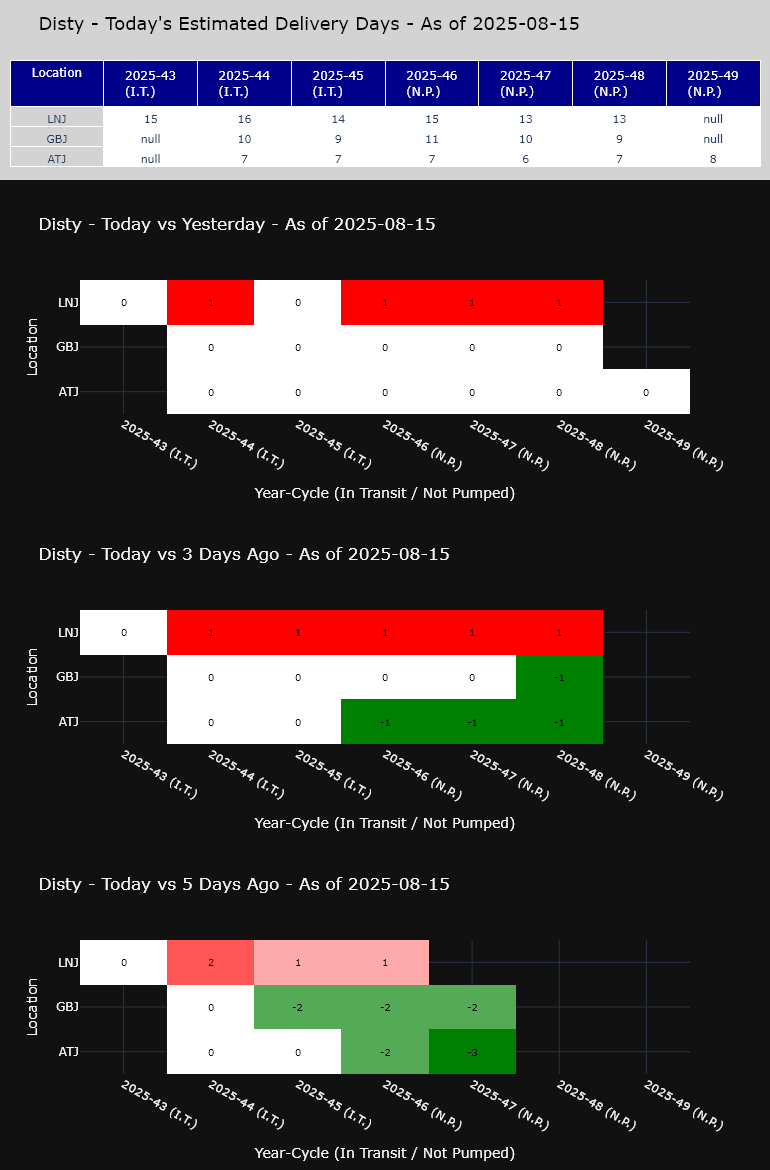 Disty - Today's Estimated Delivery Days - As of 2025-08-15
Location 2025-43 (I.T.) 2025-44 (I.T.) 2025-45 (I.T.) 2025-46 (N.P.) 2025-47 (N.P.) 2025-48 (N.P.) 2025-49 (N.P.)
LNJ 15 16 14 15 13 13 null
GBJ null 10 9 11 10 9 null
ATJ null 7 7 7 6 7 8
Disty - Today vs Yesterday - As of 2025-08-15
Location
LNJ 0 1 0 1 1 1
GBJ 0 0 0 0 0
ATJ 0 0 0 0 0 0
2025-43 (I.T.) 2025-44 (I.T.) 2025-45 (I.T.) 2025-46 (N.P.) 2025-47 (N.P.) 2025-48 (N.P.) 2025-49 (N.P.)
Year-Cycle (In Transit / Not Pumped)
Disty - Today vs 3 Days Ago - As of 2025-08-15
Location
LNJ 0 1 1 1 1 1
GBJ 0 0 0 0 -1
ATJ 0 0 -1 -1 -1
2025-43 (I.T.) 2025-44 (I.T.) 2025-45 (I.T.) 2025-46 (N.P.) 2025-47 (N.P.) 2025-48 (N.P.) 2025-49 (N.P.)
Year-Cycle (In Transit / Not Pumped)
Disty - Today vs 5 Days Ago - As of 2025-08-15
Location
LNJ 0 2 1 1
GBJ 0 -2 -2 -2
ATJ 0 0 -2 -3
2025-43 (I.T.) 2025-44 (I.T.) 2025-45 (I.T.) 2025-46 (N.P.) 2025-47 (N.P.) 2025-48 (N.P.) 2025-49 (N.P.)
Year-Cycle (In Transit / Not Pumped)